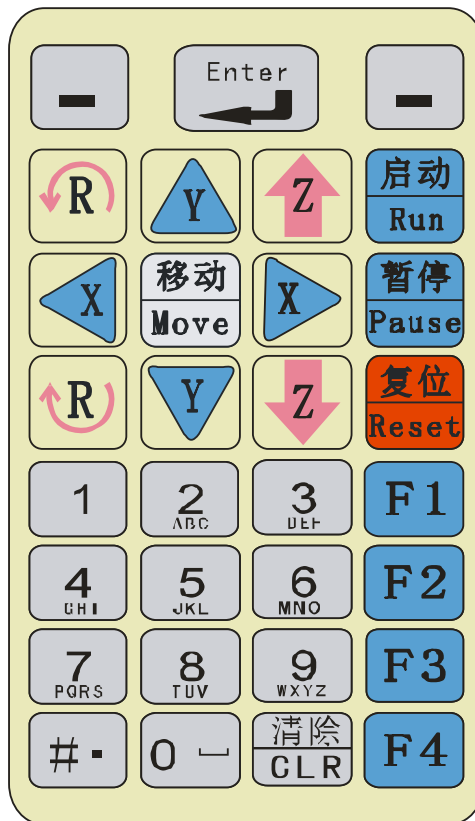 Enter
R
Y
Z
启动
Run
X
移动
Move
X
暂停
Pause
R
Y
Z
复位
Reset
1
2
ABC
3
DEF
F1
4
GHI
5
JKL
6
MNO
F2
7
PQRS
8
TUV
9
WXYZ
F3
#·
0
清除
CLR
F4